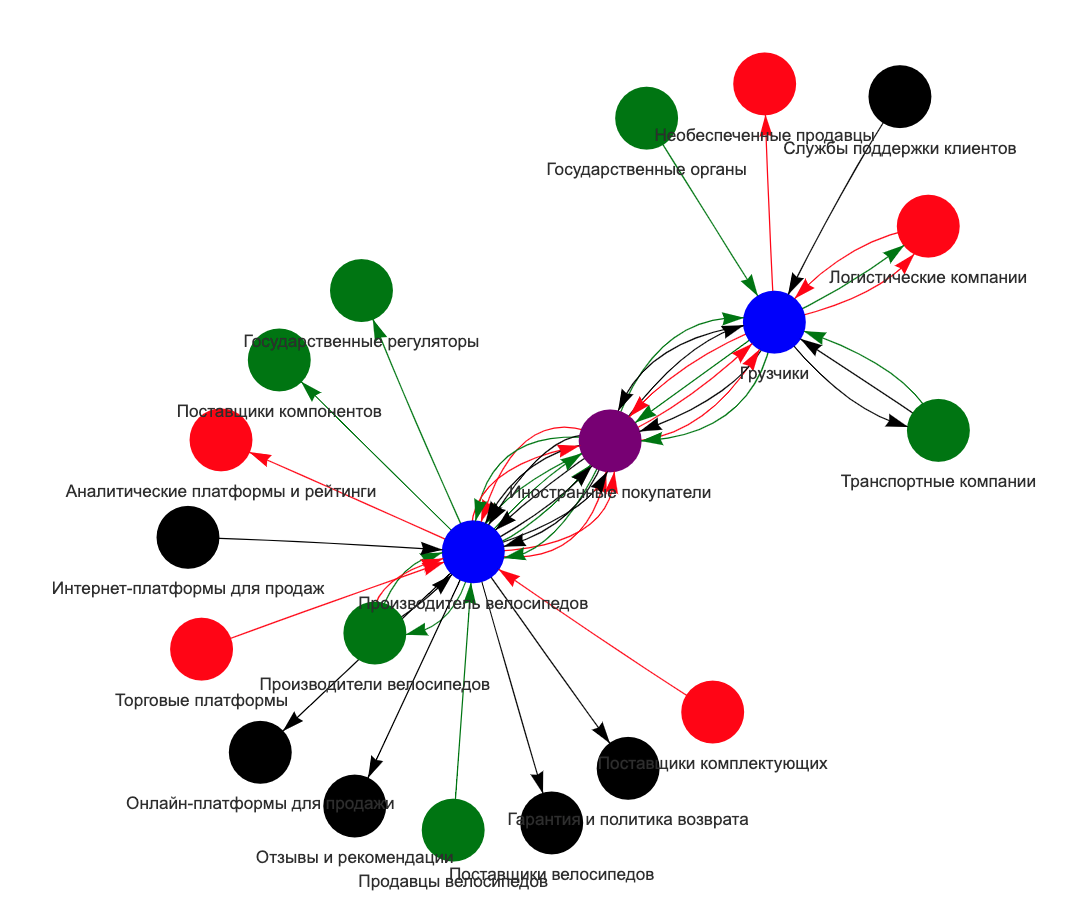 Необеспеченные продавцы
Службы поддержки клиентов
Государственные органы
Логистические компании
Государственные регуляторы
Грузчики
Поставщики компонентов
Транспортные компании
Аналитические платформы и рейтинги
Иностранные покупатели
Интернет-платформы для продаж
Производитель велосипедов
Производители велосипедов
Торговые платформы
Поставщики комплектующих
Онлайн-платформы для продажи
Гарантия и политика возврата
Отзывы и рекомендации
Поставщики велосипедов
Продавцы велосипедов